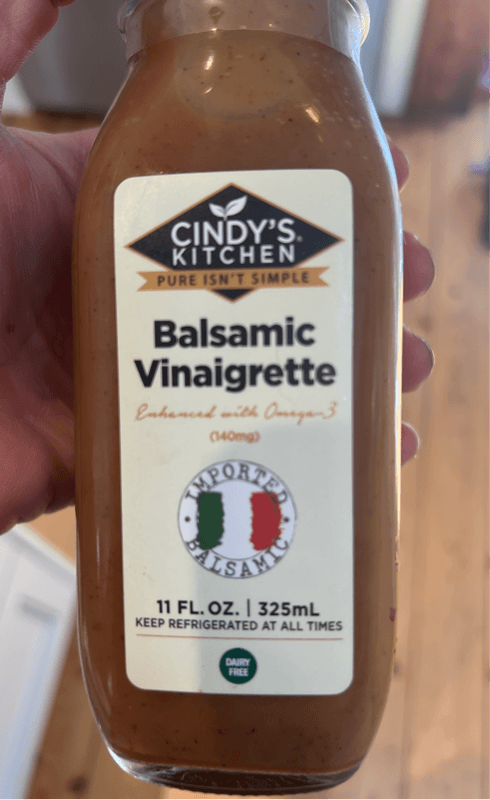 CINDY'S
KITCHEN
PURE ISN'T SIMPLE
Balsamic
Vinaigrette
Enhanced with Omega-3
(140mg)
IMPORTED
BALSAMIC
11 FL. OZ. | 325mL
KEEP REFRIGERATED AT ALL TIMES
DAIRY
FREE